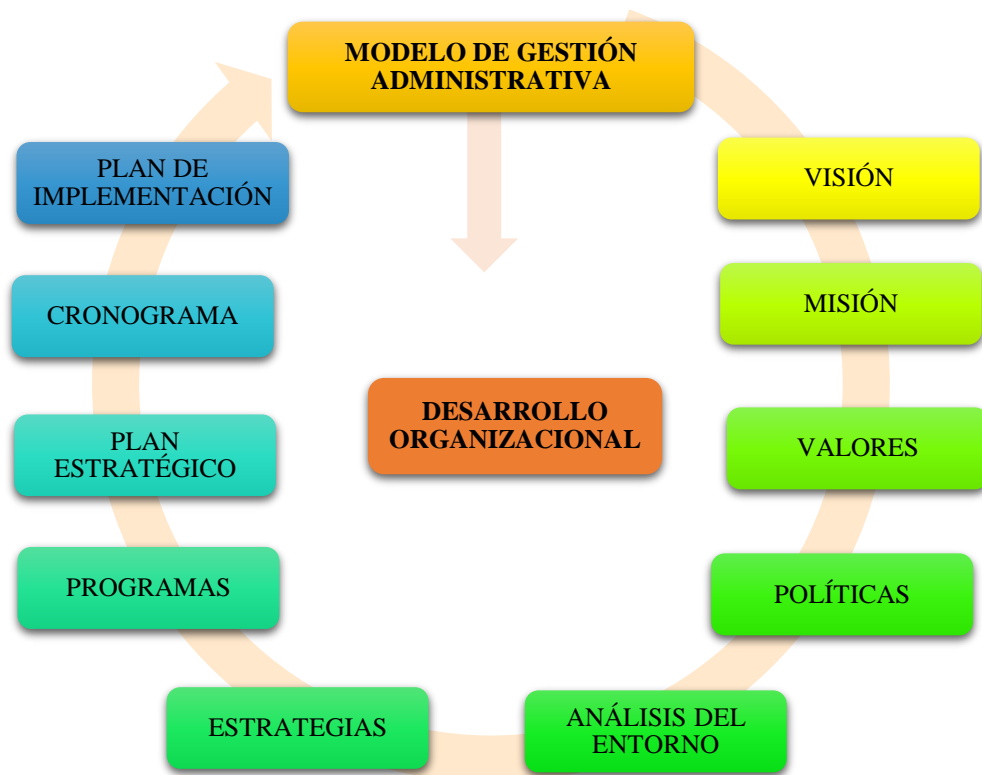 MODELO DE GESTIÓN
ADMINISTRATIVA
VISIÓN
MISIÓN
VALORES
POLÍTICAS
ANÁLISIS DEL
ENTORNO
ESTRATEGIAS
PROGRAMAS
PLAN
ESTRATÉGICO
CRONOGRAMA
PLAN DE
IMPLEMENTACIÓN
DESARROLLO
ORGANIZACIONAL